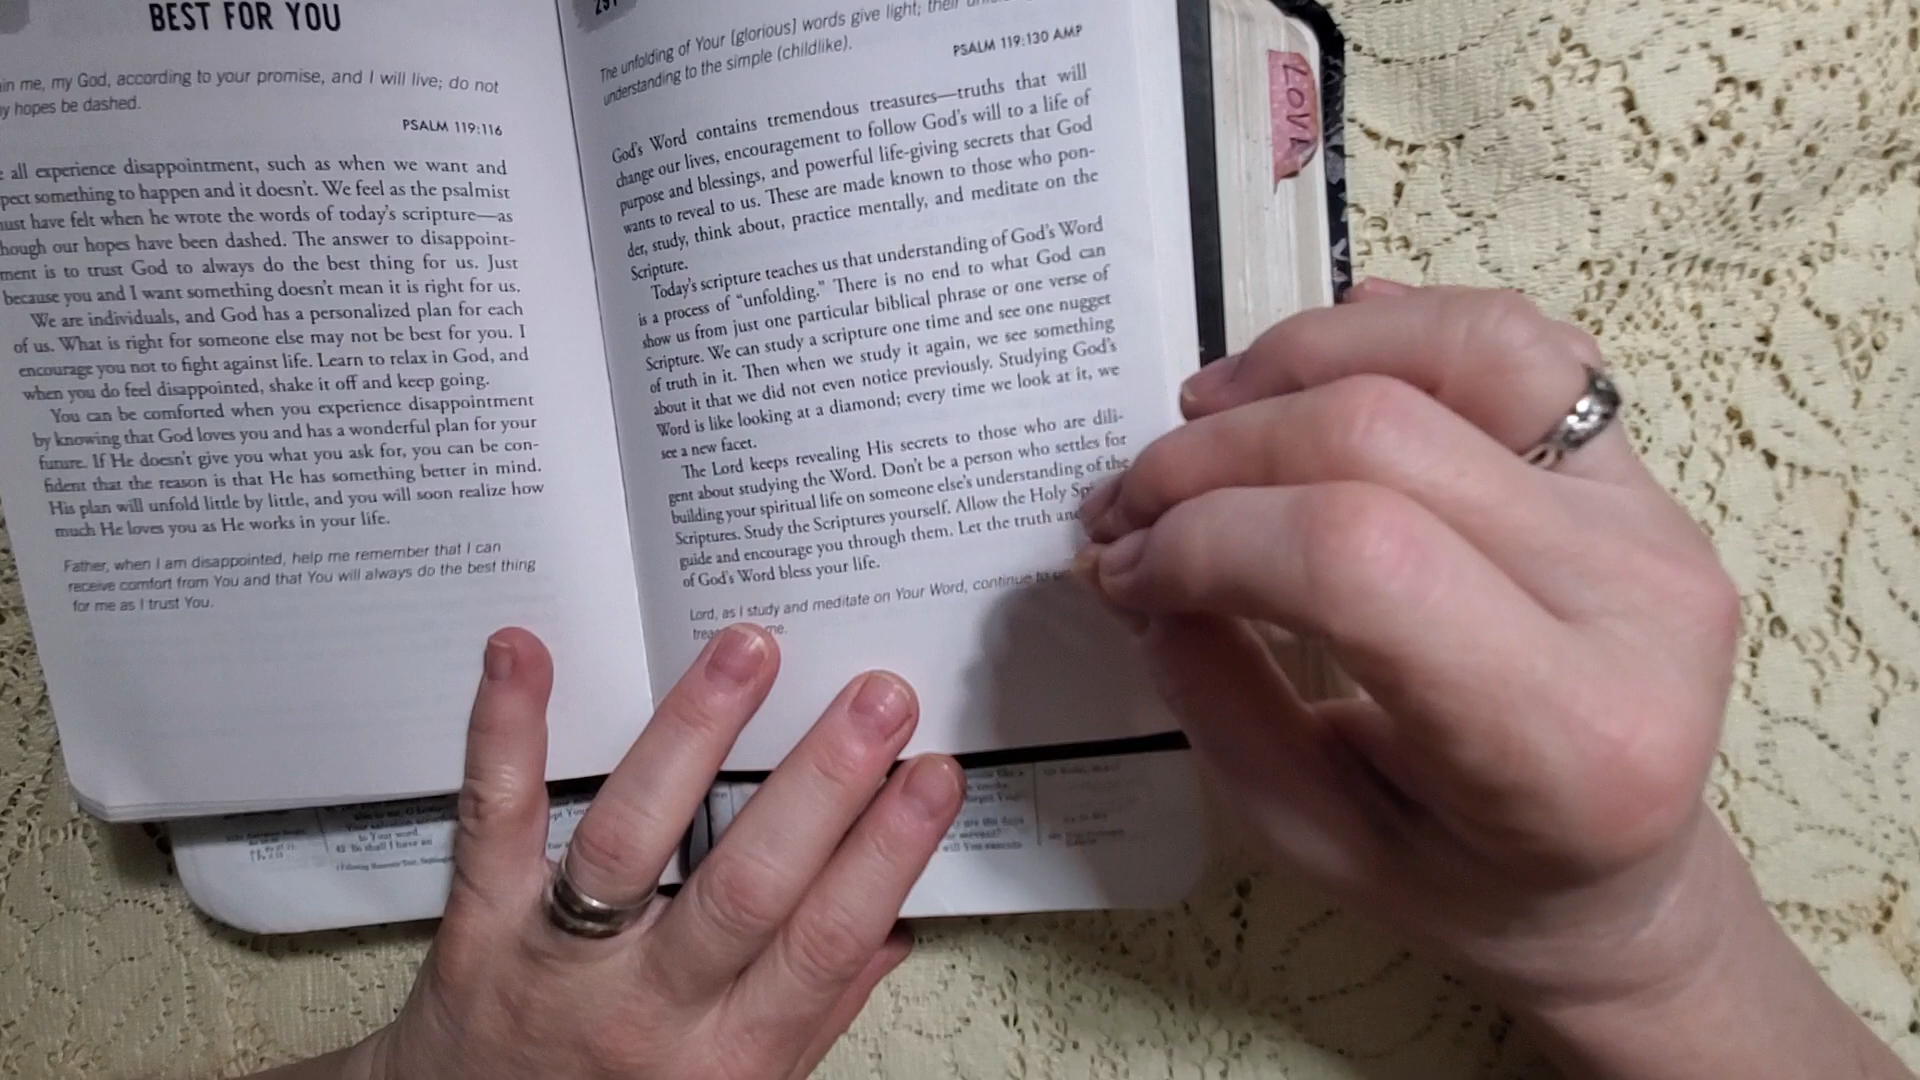 BEST FOR YOU
me, my God, according to your promise, and I will live; do not
hopes be dashed.
PSALM 119:116
all experience disappointment, such as when we want and
something to happen and it doesn't. We feel as the psalmist
have felt when he wrote the words of today's scripture—as
our hopes have been dashed. The answer to disappoint-
is to trust God to always do the best thing for us. Just
because you and I want something doesn't mean it is right for us.
We are individuals, and God has a personalized plan for each
of us. What is right for someone else may not be best for you. I
encourage you not to fight against life. Learn to relax in God, and
when you do feel disappointed, shake it off and keep going.
You can be comforted when you experience disappointment
by knowing that God loves you and has a wonderful plan for your
future. If He doesn't give you what you ask for, you can be con-
fident that the reason is that He has something better in mind.
His plan will unfold little by little, and you will soon realize how
much He loves you as He works in your life.
Father, when I am disappointed, help me remember that I can
receive comfort from You and that You will always do the best thing
for me as I trust You.
The unfolding of Your [glorious] words give light; their
understanding to the simple (childlike).
PSALM 119:130 AMP
God's Word contains tremendous treasures—truths that will
change our lives, encouragement to follow God's will to a life of
purpose and blessings, and powerful life-giving secrets that God
wants to reveal to us. These are made known to those who pon-
der, study, think about, practice mentally, and meditate on the
Scripture.
Today's scripture teaches us that understanding of God's Word
is a process of "unfolding." There is no end to what God can
show us from just one particular biblical phrase or one verse of
Scripture. We can study a scripture one time and see one nugget
of truth in it. Then when we study it again, we see something
about it that we did not even notice previously. Studying God's
Word is like looking at a diamond; every time we look at it, we
see a new facet.
The Lord keeps revealing His secrets to those who are dili-
gent about studying the Word. Don't be a person who settles for
building your spiritual life on someone else's understanding of the
Scriptures. Study the Scriptures yourself. Allow the Holy
guide and encourage you through them. Let the truth
of God's Word bless your life.
Lord, as I study and meditate on Your Word, continue to
me.
LOVE
to Your word.
42 So shall I have an